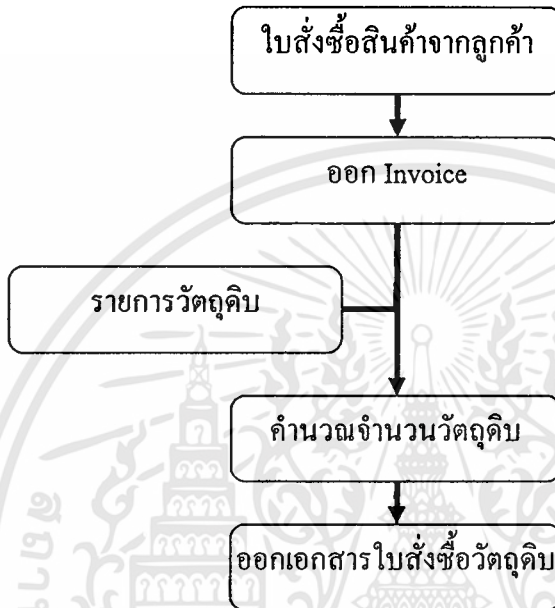 ใบสั่งซื้อสินค้าจากลูกค้า
ออก Invoice
รายการวัตถุดิบ
คำนวณจำนวนวัตถุดิบ
ออกเอกสารใบสั่งซื้อวัตถุดิบ